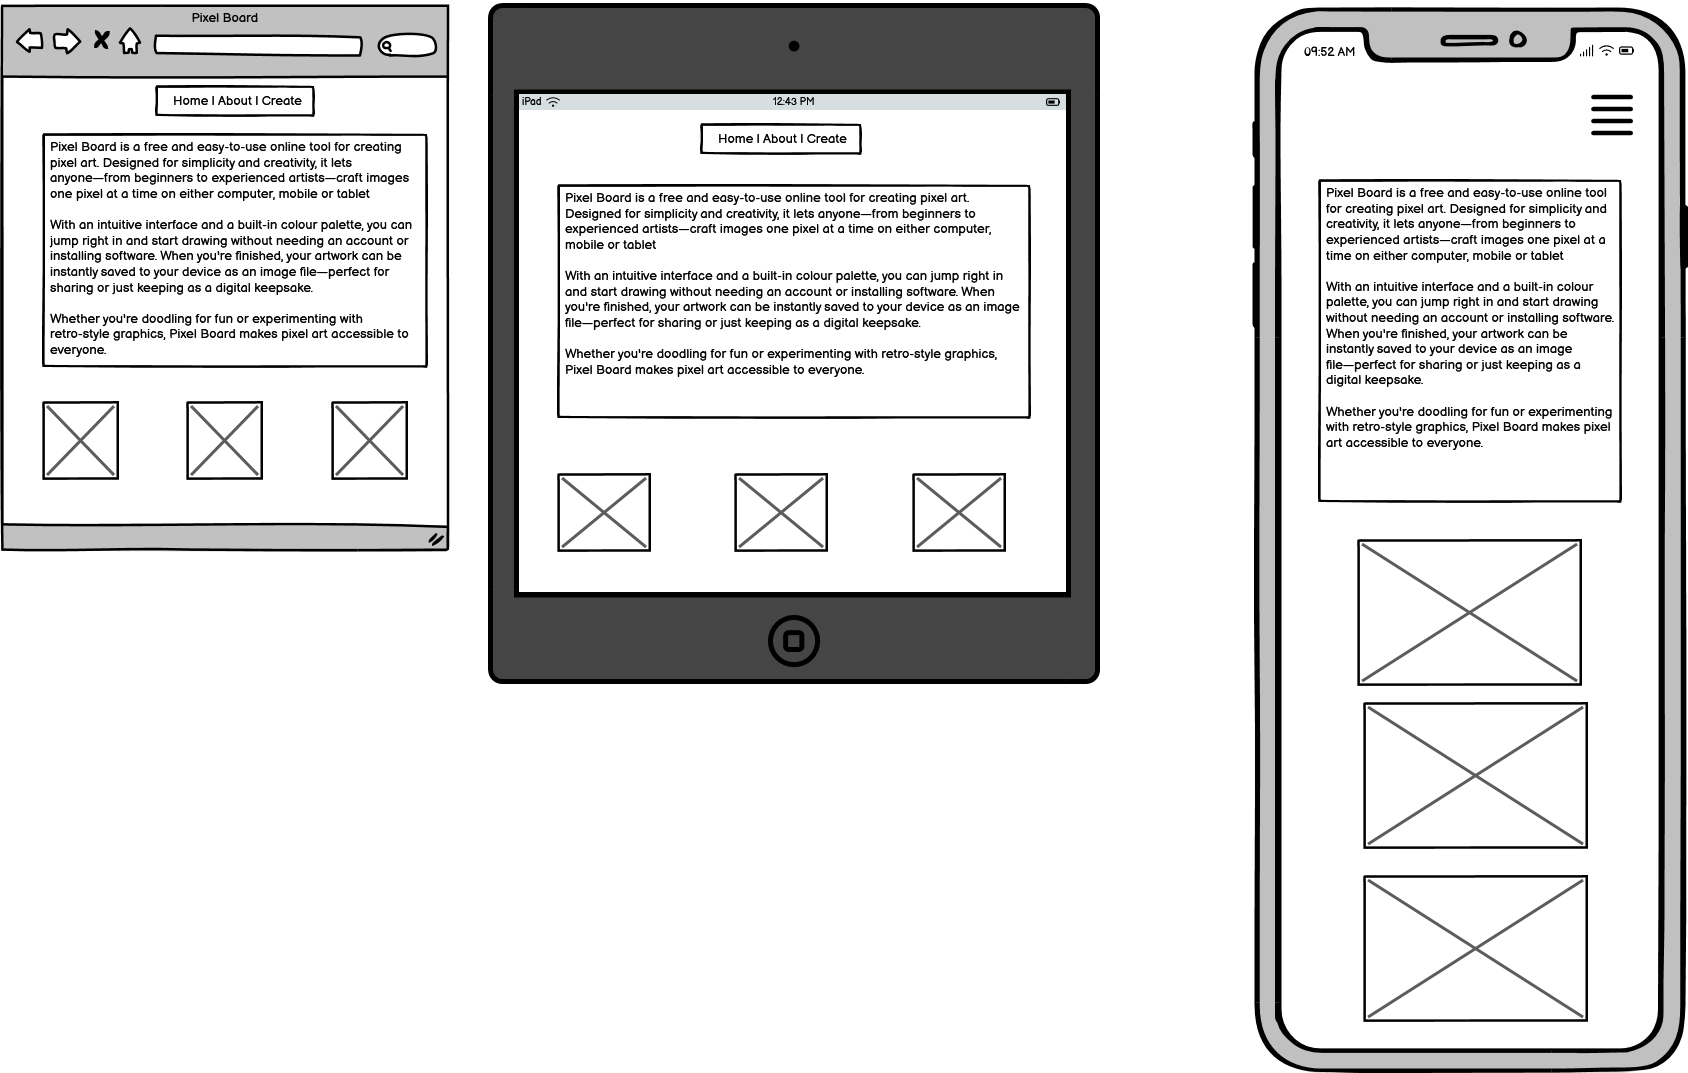 Pixel Board
Home | About | Create
Pixel Board is a free and easy-to-use online tool for creating
pixel art. Designed for simplicity and creativity, it lets
anyone—from beginners to experienced artists—craft images
one pixel at a time on either computer, mobile or tablet
With an intuitive interface and a built-in colour palette, you can
jump right in and start drawing without needing an account or
installing software. When you're finished, your artwork can be
instantly saved to your device as an image file—perfect for
sharing or just keeping as a digital keepsake.
Whether you're doodling for fun or experimenting with
retro-style graphics, Pixel Board makes pixel art accessible to
everyone.
iPad
12:43 PM
Home | About | Create
Pixel Board is a free and easy-to-use online tool for creating pixel art.
Designed for simplicity and creativity, it lets anyone—from beginners to
experienced artists—craft images one pixel at a time on either computer,
mobile or tablet
With an intuitive interface and a built-in colour palette, you can jump right in
and start drawing without needing an account or installing software. When
you're finished, your artwork can be instantly saved to your device as an image
file—perfect for sharing or just keeping as a digital keepsake.
Whether you're doodling for fun or experimenting with retro-style graphics,
Pixel Board makes pixel art accessible to everyone.
09:52 AM
Pixel Board is a free and easy-to-use online tool
for creating pixel art. Designed for simplicity and
creativity, it lets anyone—from beginners to
experienced artists—craft images one pixel at a
time on either computer, mobile or tablet
With an intuitive interface and a built-in colour
palette, you can jump right in and start drawing
without needing an account or installing software.
When you're finished, your artwork can be
instantly saved to your device as an image
file—perfect for sharing or just keeping as a
digital keepsake.
Whether you're doodling for fun or experimenting
with retro-style graphics, Pixel Board makes pixel
art accessible to everyone.